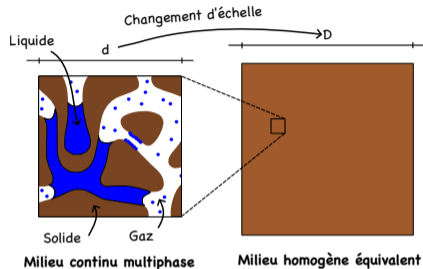 Changement d'échelle
Liquide
d
D
Solide
Gaz
Milieu continu multiphase
Milieu homogène équivalent